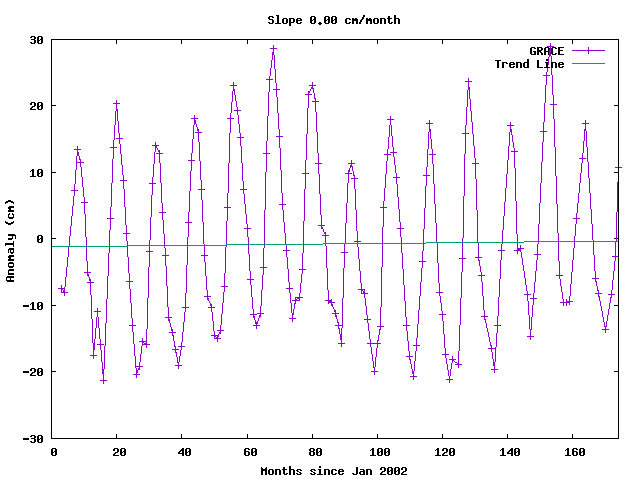 Slope 0.00 cm/month
30
20
10
0
-10
-20
-30
Anomaly (cm)
GRACE
Trend Line
0 20 40 60 80 100 120 140 160
Months since Jan 2002